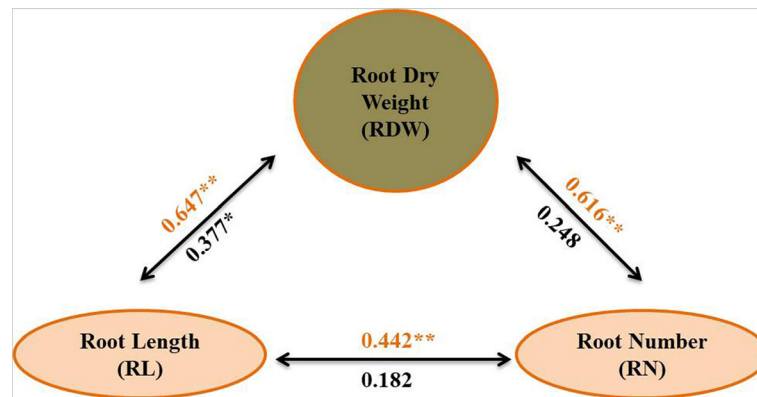 Root Dry
Weight
(RDW)
0.647**
0.377*
0.616**
0.248
Root Length
(RL)
0.442**
0.182
Root Number
(RN)